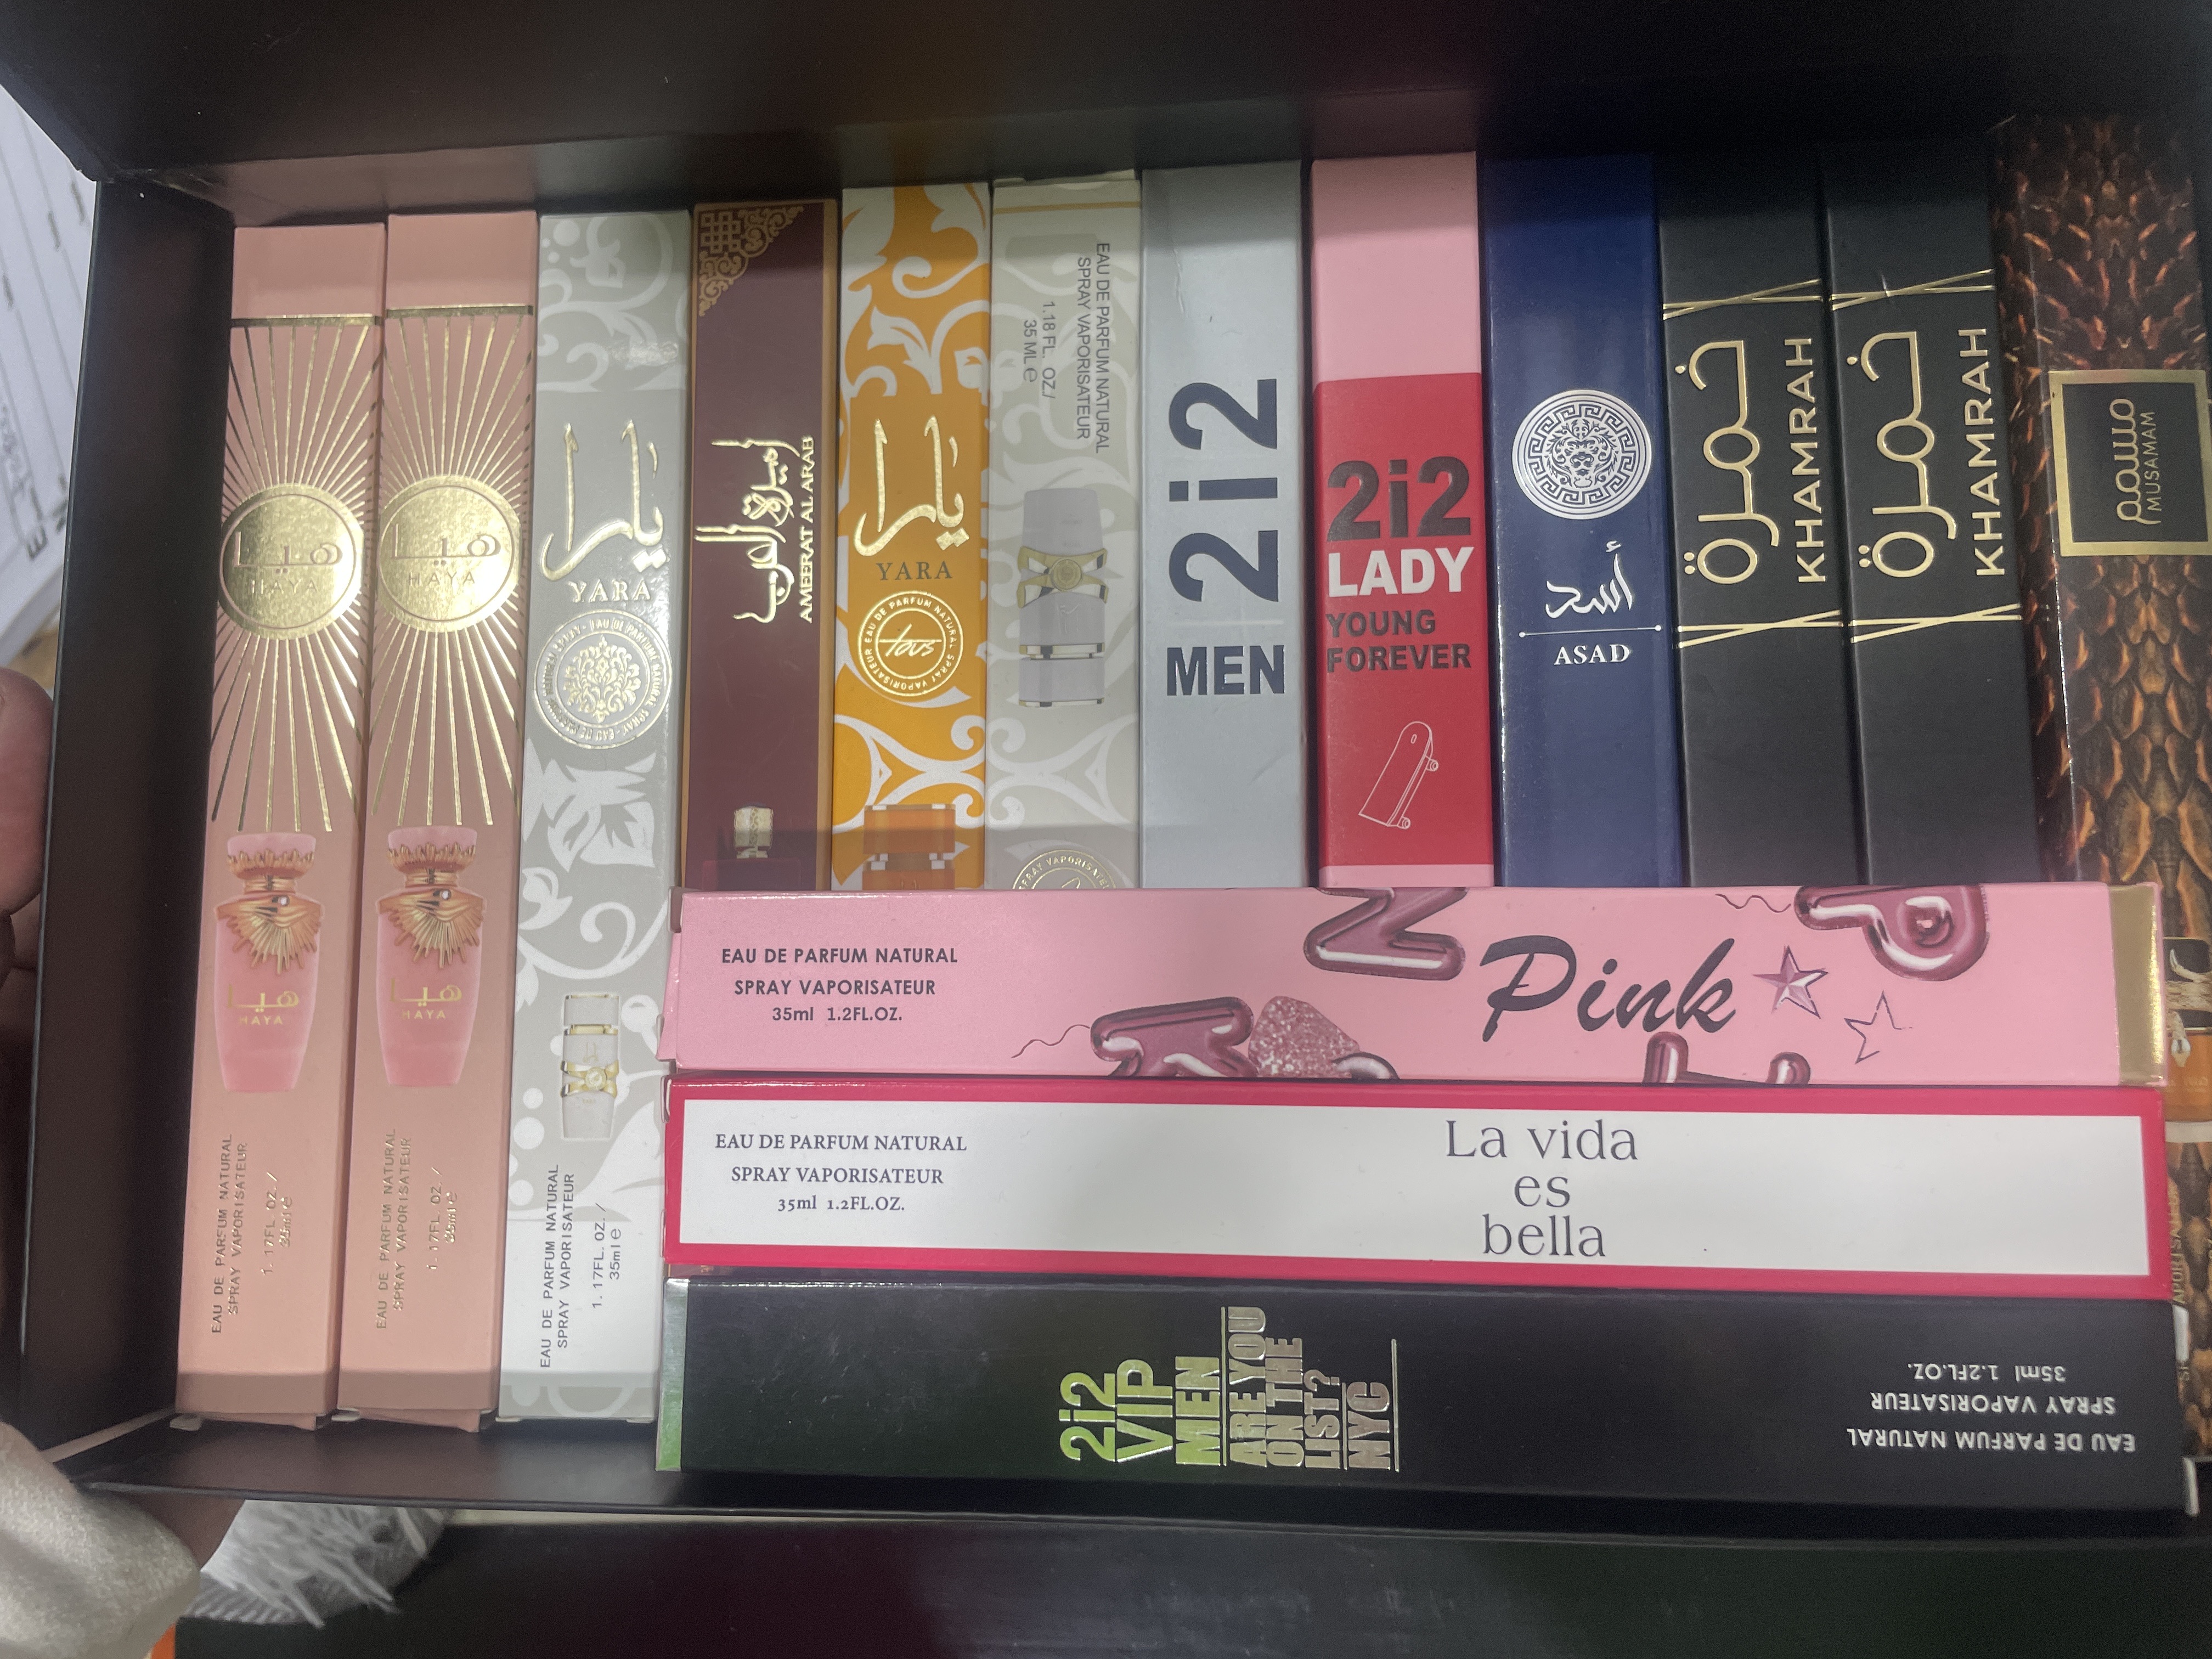 هيا
HAYA
هيا
HAYA
EAU DE PARSUM NATURAL
SPRAY VAPORISATEUR
1.17FL. OZ./
35ml e
هيا
HAYA
هيا
HAYA
EAU DE PARFUM NATURAL
SPRAY VAPORISATEUR
1.17FL. OZ./
35ml e
يارا
YARA
EAU DE PARFUM NATURAL
SPRAY VAPORISATEUR
1.17FL. OZ./
35ml e
أميرة العرب
AMEERAT AL ARAB
يارا
YARA
EAU DE PARFUM NATURAL SPRAY VAPORISATEUR
tous
EAU DE PARFUM NATURAL
SPRAY VAPORISATEUR
1.18 FL. OZ./
35 ML e
2i2
MEN
2i2
LADY
YOUNG
FOREVER
أسد
ASAD
خمرة
KHAMRAH
خمرة
KHAMRAH
مسمم
MUSAMAM
EAU DE PARFUM NATURAL
SPRAY VAPORISATEUR
35ml 1.2FL.OZ.
Pink
EAU DE PARFUM NATURAL
SPRAY VAPORISATEUR
35ml 1.2FL.OZ.
La vida
es
bella
2i2
VIP
MEN
ARE YOU
ON THE
LIST?
NYC
EAU DE PARFUM NATURAL
SPRAY VAPORISATEUR
35ml 1.2FL.OZ.